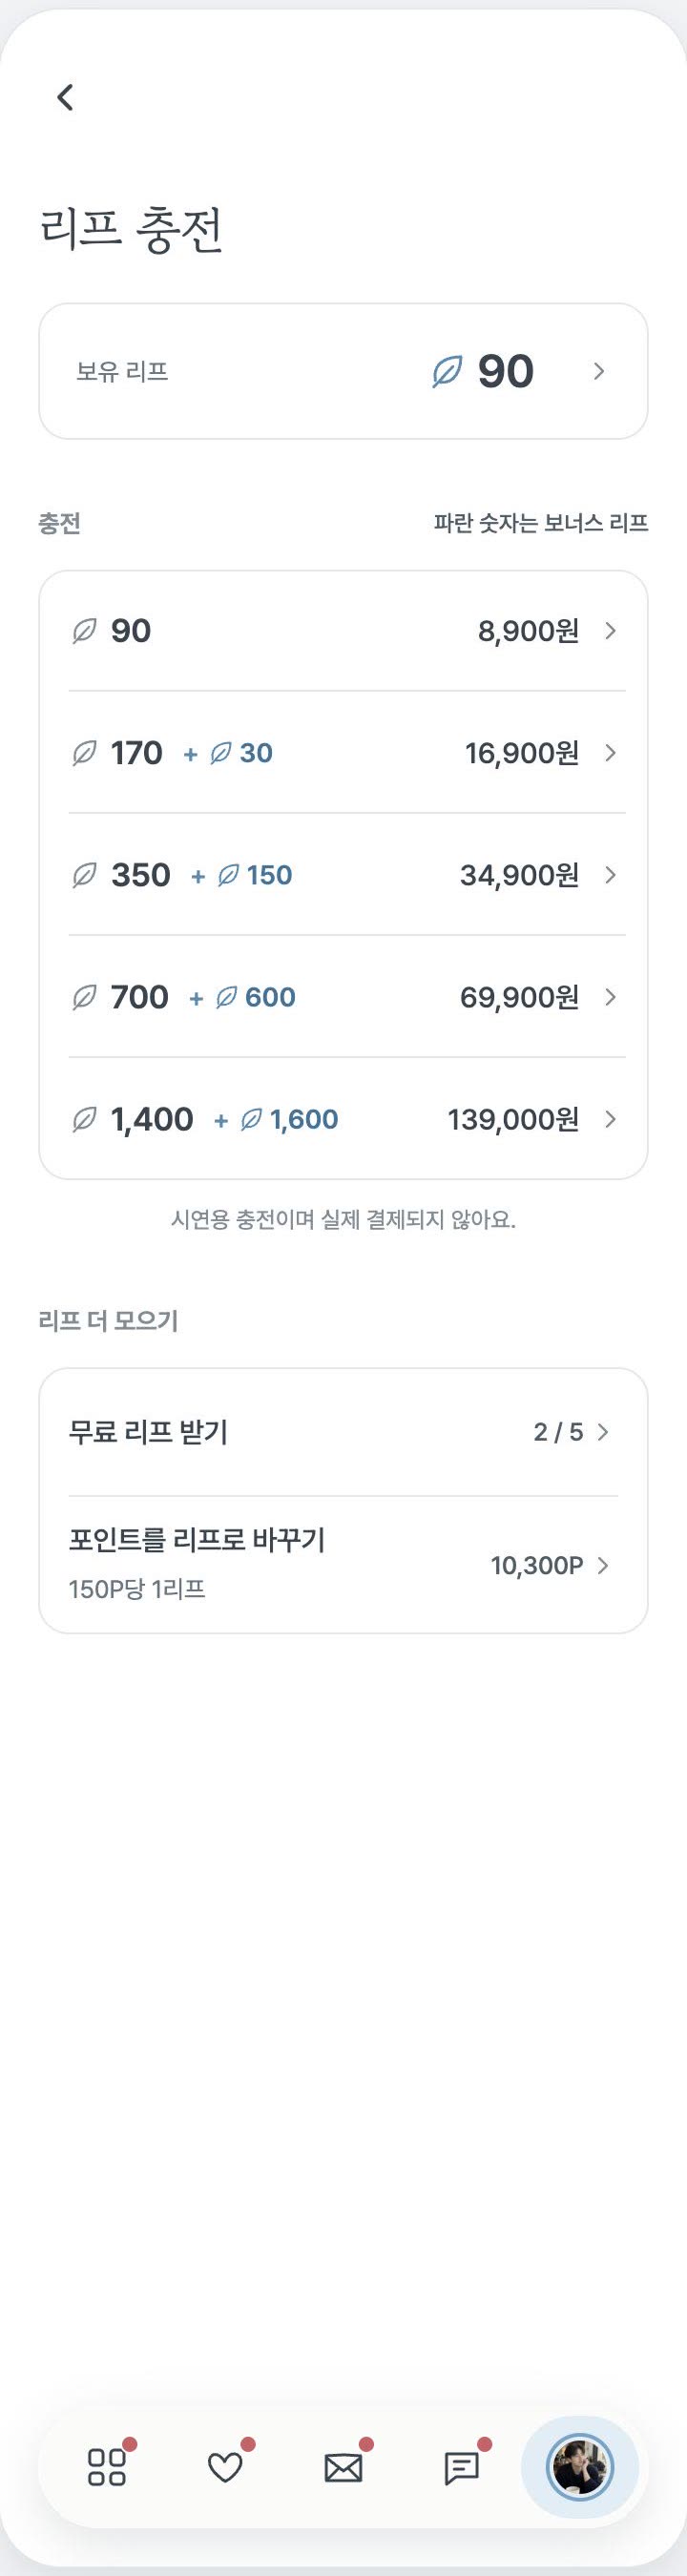 리프 충전
보유 리프 90
충전 파란 숫자는 보너스 리프
90 8,900원
170 + 30 16,900원
350 + 150 34,900원
700 + 600 69,900원
1,400 + 1,600 139,000원
시연용 충전이며 실제 결제되지 않아요.
리프 더 모으기
무료 리프 받기 2 / 5
포인트를 리프로 바꾸기
10,300P
150P당 1리프